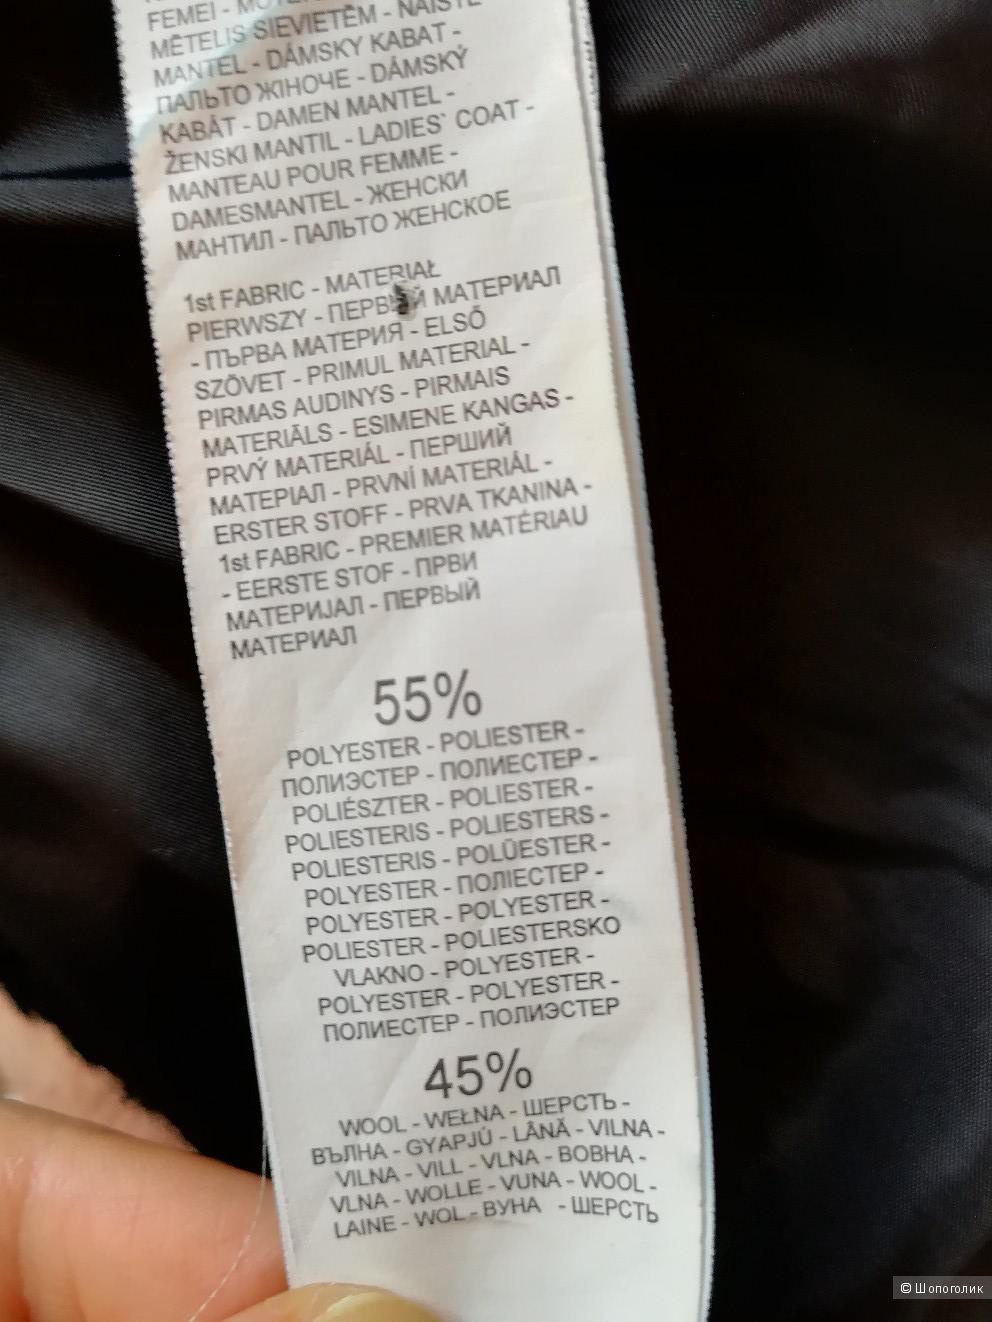 FEMEI -
MĒTELIS SIEVIETĒM - NAISTE
MANTEL - DÁMSKY KABAT -
ПАЛЬТО ЖІНОЧЕ - DÁMSKÝ
KABÁT - DAMEN MANTEL -
ŽENSKI MANTIL - LADIES` COAT -
MANTEAU POUR FEMME -
DAMESMANTEL - ЖЕНСКИ
МАНТИЛ - ПАЛЬТО ЖЕНСКОЕ
1st FABRIC - MATERIAŁ
PIERWSZY - ПЕРВЫЙ МАТЕРИАЛ
- ПЪРВА МАТЕРИЯ - ELSŐ
SZÖVET - PRIMUL MATERIAL -
PIRMAS AUDINYS - PIRMAIS
MATERIĀLS - ESIMENE KANGAS -
PRVÝ MATERIÁL - ПЕРШИЙ
МАТЕРІАЛ - PRVNÍ MATERIÁL -
ERSTER STOFF - PRVA TKANINA -
1st FABRIC - PREMIER MATÉRIAU
- EERSTE STOF - ПРВИ
МАТЕРИЈАЛ - ПЕРВЫЙ
МАТЕРИАЛ
55%
POLYESTER - POLIESTER -
ПОЛИЭСТЕР - ПОЛИЕСТЕР -
POLIÉSZTER - POLIESTER -
POLIESTERIS - POLIESTERS -
POLIESTERIS - POLÜESTER -
POLYESTER - ПОЛІЕСТЕР -
POLYESTER - POLYESTER -
POLIESTER - POLIESTERSKO
VLAKNO - POLYESTER -
POLYESTER - POLYESTER -
ПОЛИЕСТЕР - ПОЛИЭСТЕР
45%
WOOL - WEŁNA - ШЕРСТЬ -
ВЪЛНА - GYAPJÚ - LÂNĂ - VILNA -
VILNA - VILL - VLNA - ВОВНА -
VLNA - WOLLE - VUNA - WOOL -
LAINE - WOL - ВУНА - ШЕРСТЬ
© Шопоголик